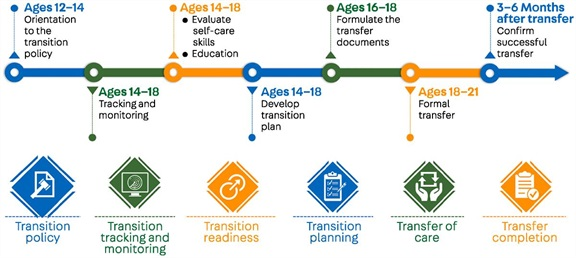 Ages 12–14
Orientation
to the
transition
policy
Ages 14–18
Tracking and
monitoring
Ages 14–18
• Evaluate
self-care
skills
• Education
Ages 14–18
Develop
transition
plan
Ages 16–18
Formulate the
transfer
documents
Ages 18–21
Formal
transfer
3–6 Months
after transfer
Confirm
successful
transfer
Transition
policy
Transition
tracking and
monitoring
Transition
readiness
Transition
planning
Transfer of
care
Transfer
completion